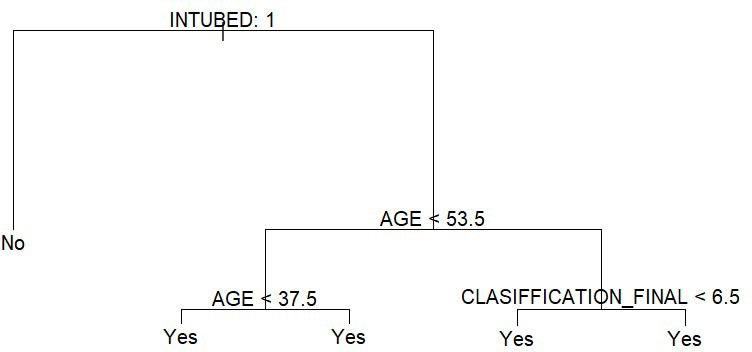 INTUBED: 1
AGE < 53.5
No
AGE < 37.5
CLASIFFICATION_FINAL < 6.5
Yes
Yes
Yes
Yes